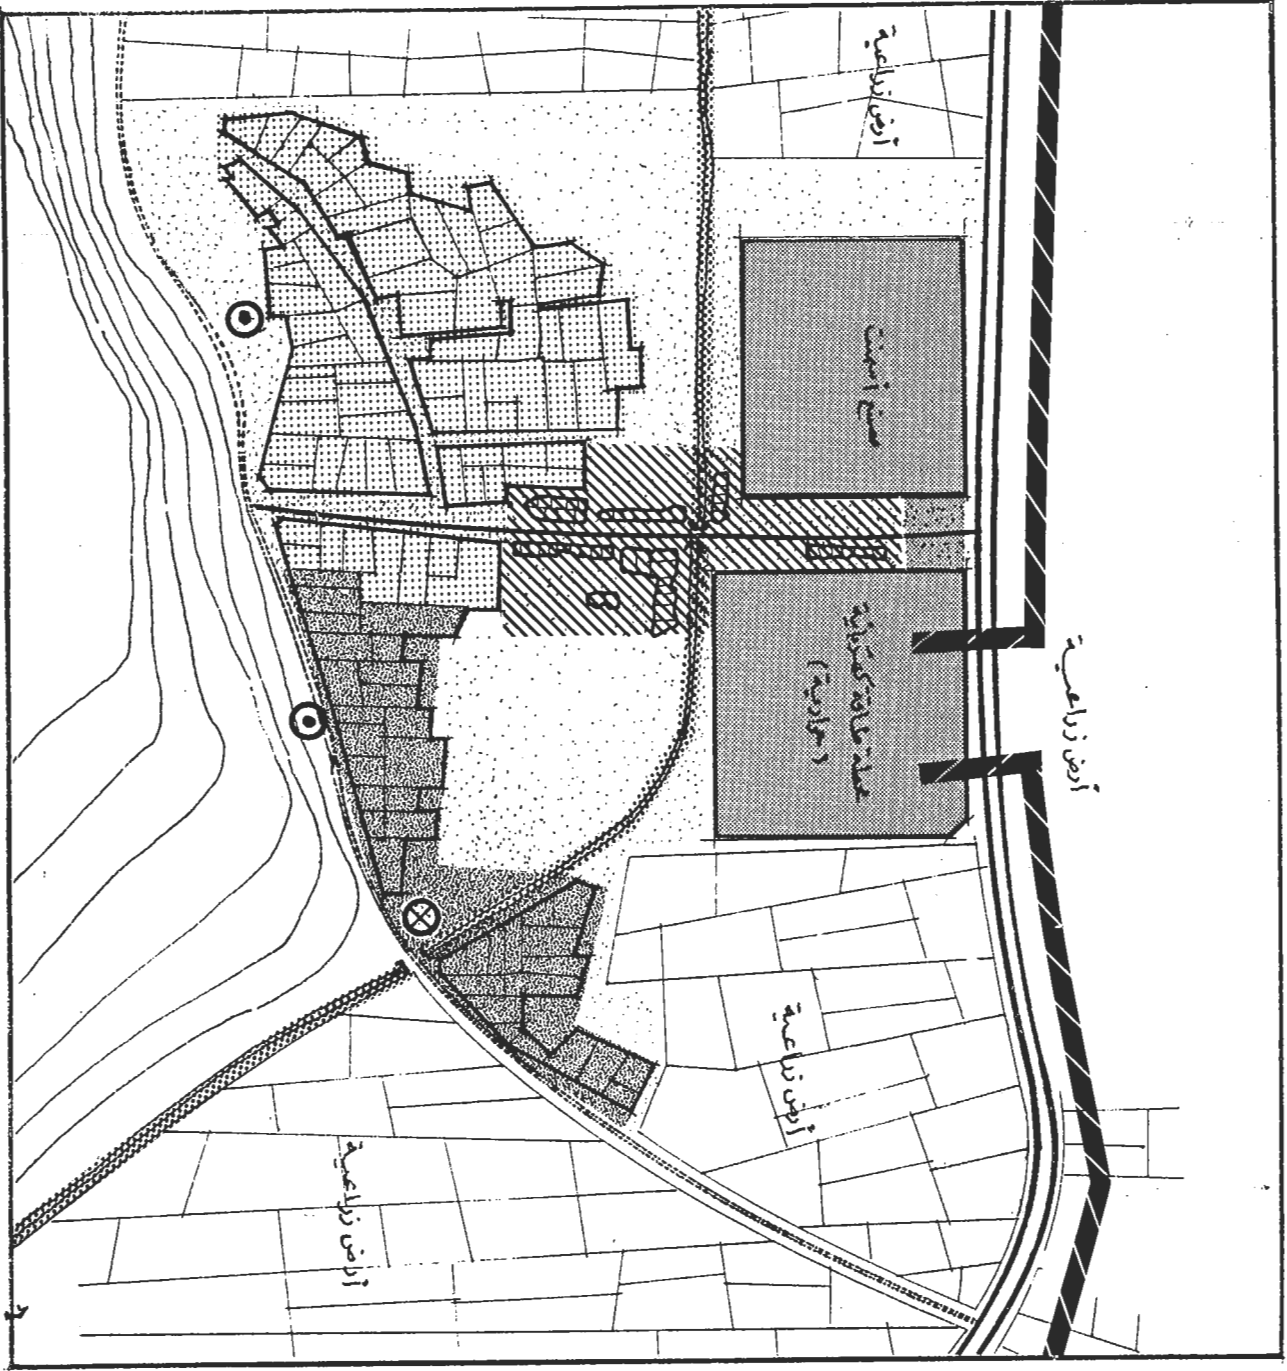 أرض زراعية
مصنع أسمنت
محطة طاقة كهربائية
(حرارية)
أرض زراعية
أرض زراعية
أرض زراعية